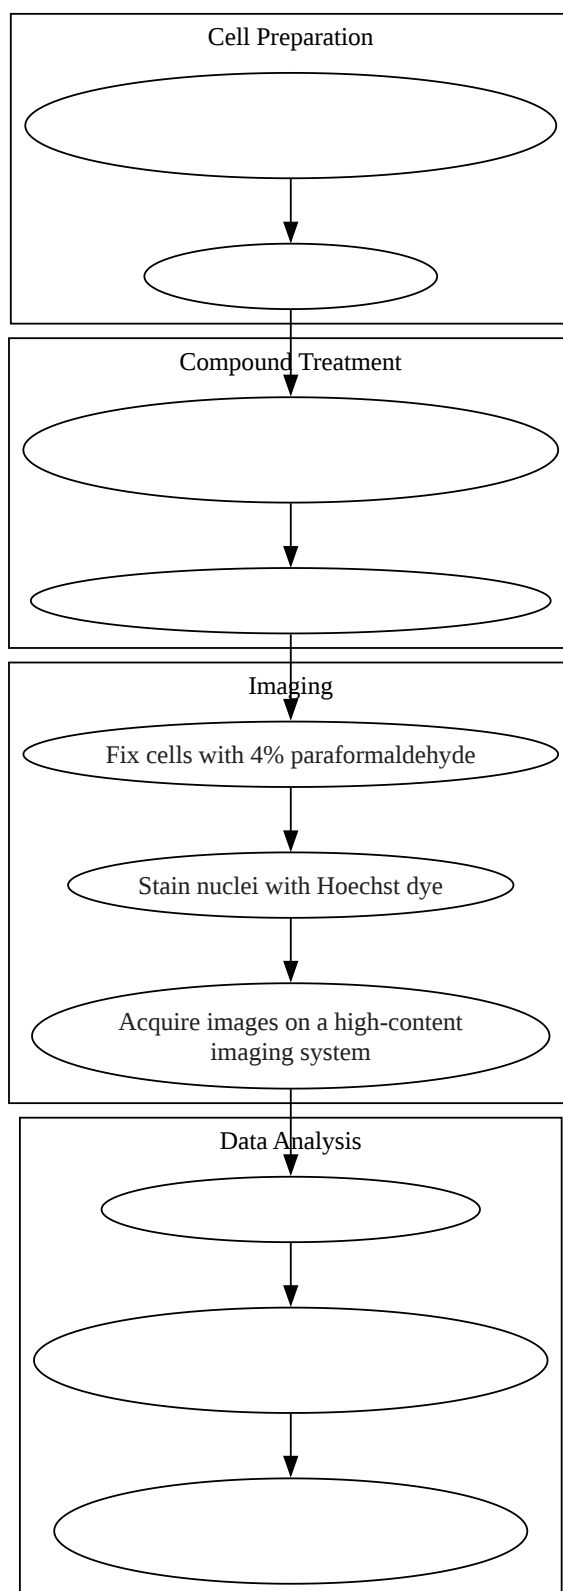 Cell Preparation
Compound Treatment
Imaging
Fix cells with 4% paraformaldehyde
Stain nuclei with Hoechst dye
Acquire images on a high-content
imaging system
Data Analysis